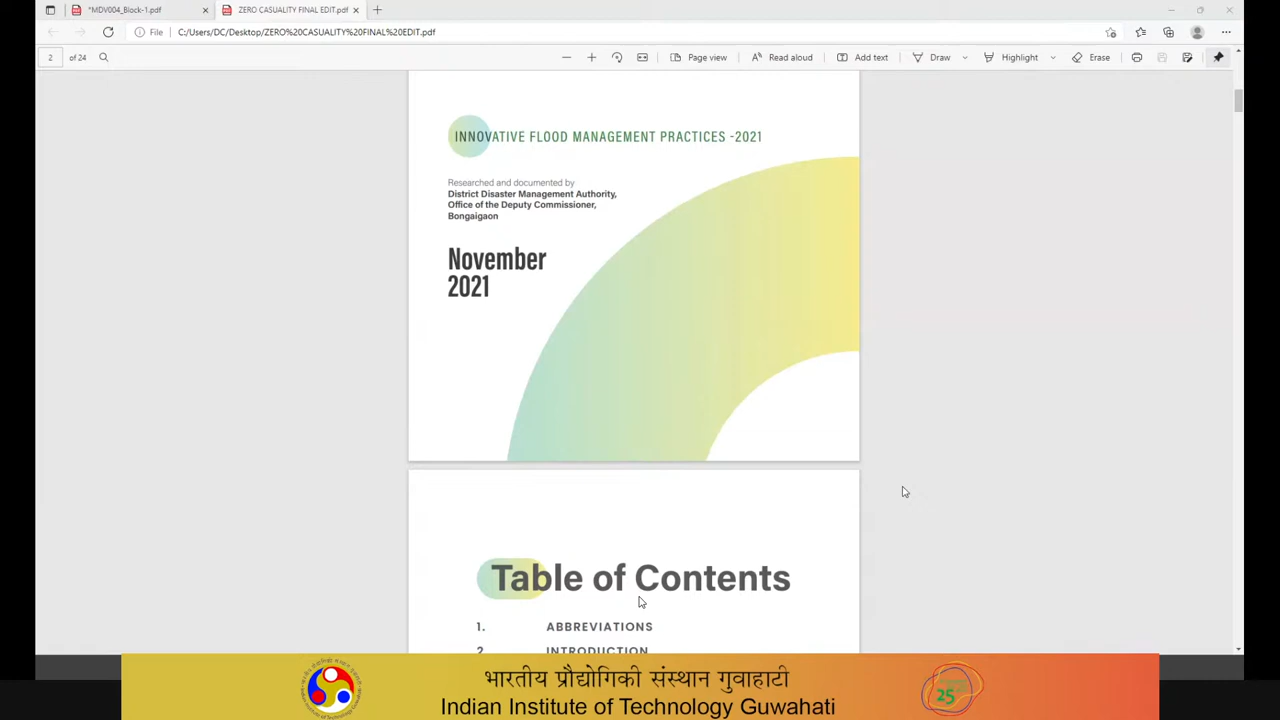 *MDV004_Block-1.pdf
ZERO CASUALITY FINAL EDIT.pdf
File
C:/Users/DC/Desktop/ZERO%20CASUALITY%20FINAL%20EDIT.pdf
2 of 24
Page view
Read aloud
Add text
Draw
Highlight
Erase
INNOVATIVE FLOOD MANAGEMENT PRACTICES -2021
Researched and documented by
District Disaster Management Authority,
Office of the Deputy Commissioner,
Bongaigaon
November
2021
Table of Contents
1. ABBREVIATIONS
2. INTRODUCTION
भारतीय प्रौद्योगिकी संस्थान गुवाहाटी
Indian Institute of Technology Guwahati
25